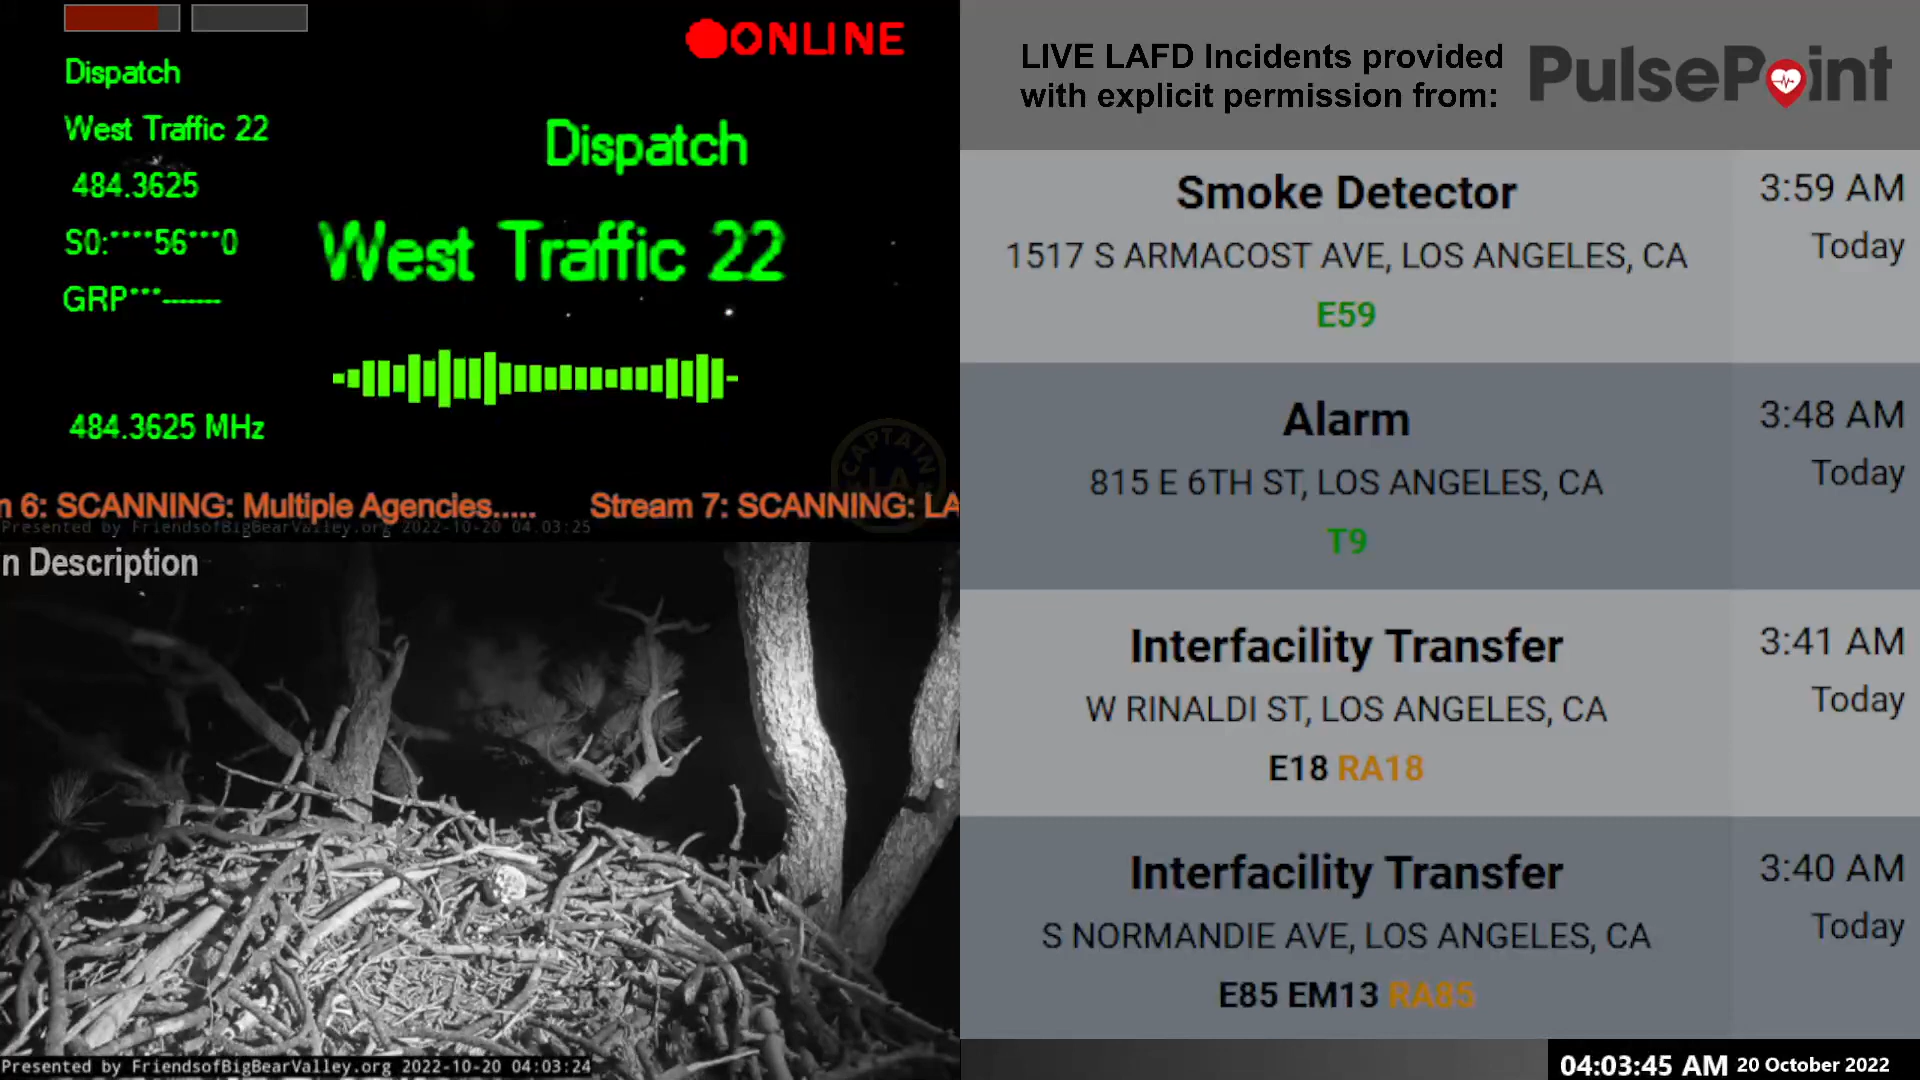 ONLINE
Dispatch
West Traffic 22
484.3625
S0:****56***0
GRP***-------
484.3625 MHz
Dispatch
West Traffic 22
CAPTAIN
LA
n 6: SCANNING: Multiple Agencies..... Stream 7: SCANNING: LA
Presented by FriendsofBigBearValley.org 2022-10-20 04:03:25
n Description
Presented by FriendsofBigBearValley.org 2022-10-20 04:03:24
LIVE LAFD Incidents provided
with explicit permission from:
PulsePoint
Smoke Detector
3:59 AM
1517 S ARMACOST AVE, LOS ANGELES, CA
Today
E59
Alarm
3:48 AM
815 E 6TH ST, LOS ANGELES, CA
Today
T9
Interfacility Transfer
3:41 AM
W RINALDI ST, LOS ANGELES, CA
Today
E18 RA18
Interfacility Transfer
3:40 AM
S NORMANDIE AVE, LOS ANGELES, CA
Today
E85 EM13 RA85
04:03:45 AM 20 October 2022